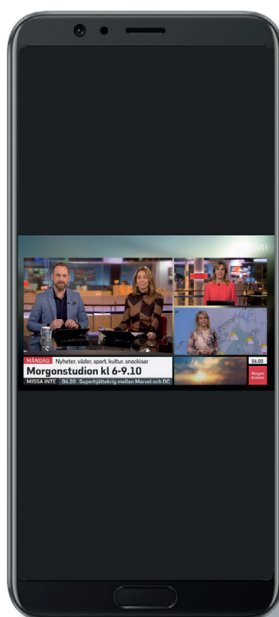 MÅNDAG Nyheter, väder, sport, kultur, snackisar
06.00
Morgonstudion kl 6-9.10
Morgon
studion
MISSA INTE 06.20 Superhjältekrig mellan Marvel och DC.